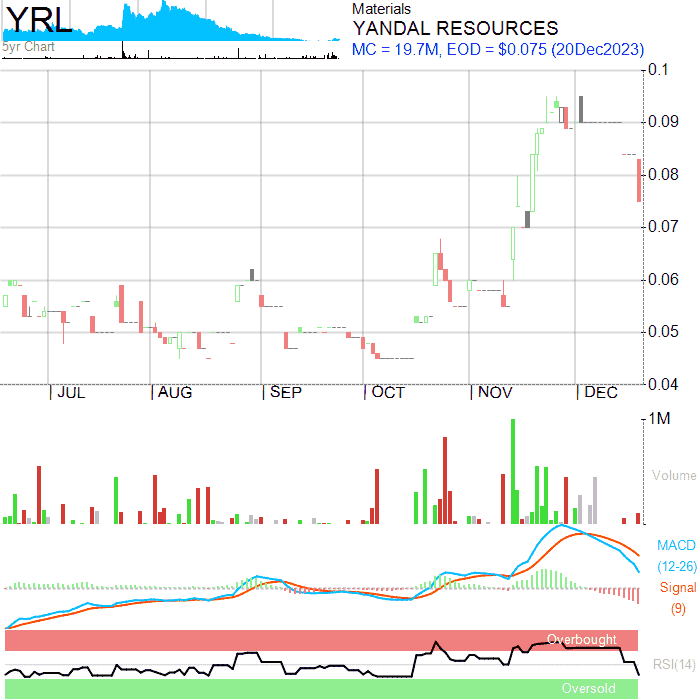 YRL
5yr Chart
Materials
YANDAL RESOURCES
MC = 19.7M, EOD = $0.075 (20Dec2023)
0.1
0.09
0.08
0.07
0.06
0.05
0.04
JUL AUG SEP OCT NOV DEC
1M
Volume
MACD
(12-26)
Signal
(9)
Overbought
RSI(14)
Oversold